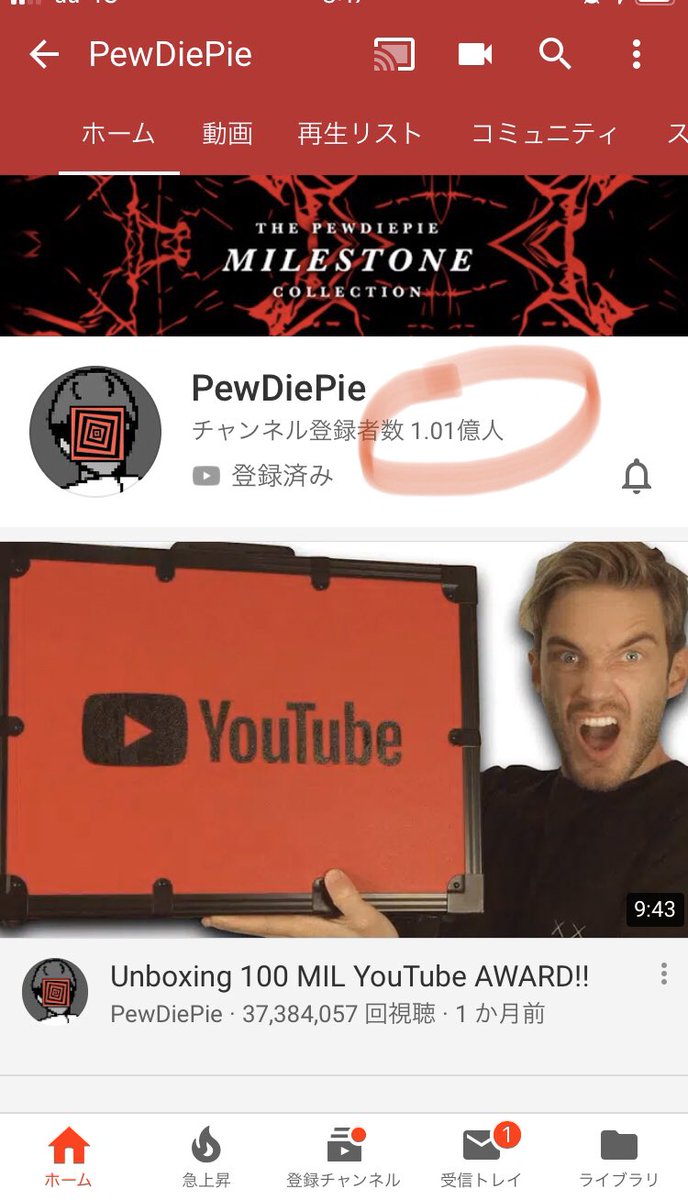 PewDiePie
ホーム 動画 再生リスト コミュニティ
THE PEWDIEPIE
MILESTONE
COLLECTION
PewDiePie
チャンネル登録者数 1.01億人
登録済み
YouTube
9:43
Unboxing 100 MIL YouTube AWARD!!
PewDiePie · 37,384,057 回視聴 · 1 か月前
1
ホーム 急上昇 登録チャンネル 受信トレイ ライブラリ